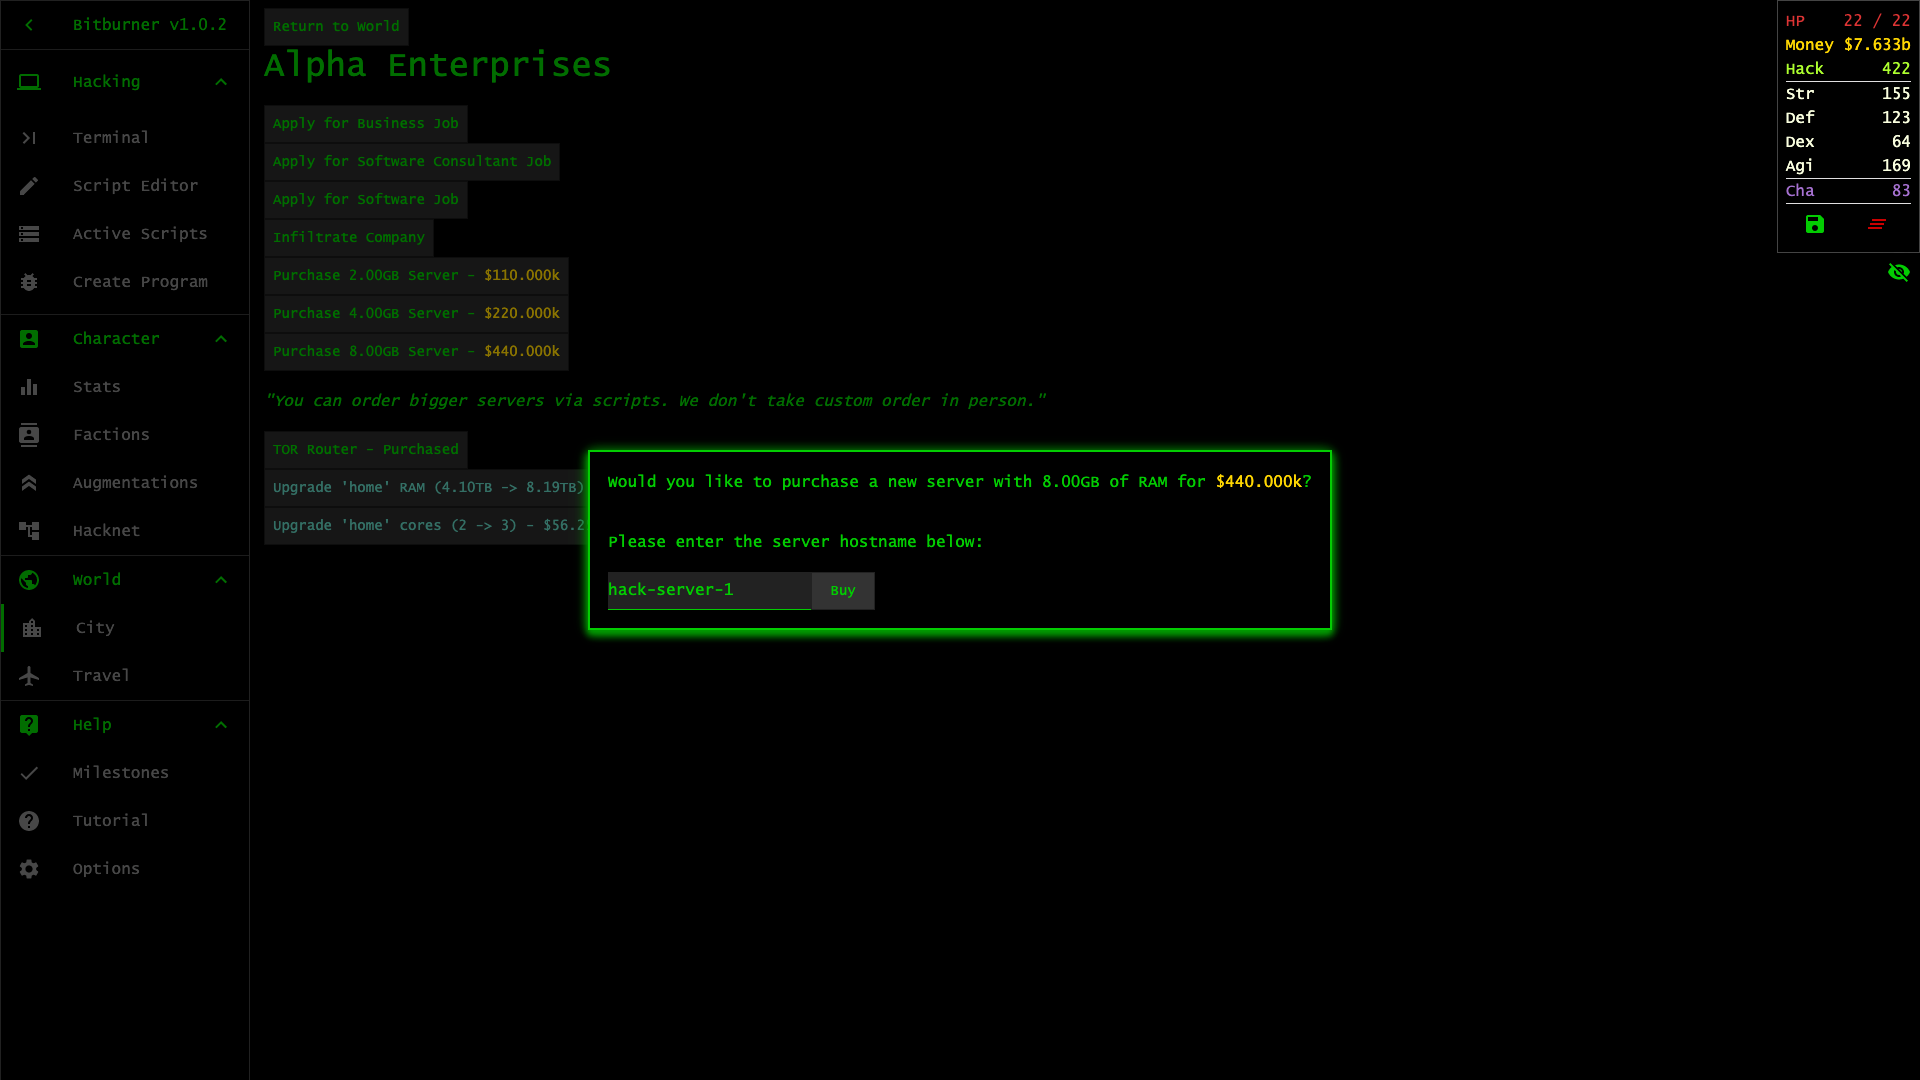 Bitburner v1.0.2
Hacking
Terminal
Script Editor
Active Scripts
Create Program
Character
Stats
Factions
Augmentations
Hacknet
World
City
Travel
Help
Milestones
Tutorial
Options
Return to World
Alpha Enterprises
Apply for Business Job
Apply for Software Consultant Job
Apply for Software Job
Infiltrate Company
Purchase 2.00GB Server - $110.000k
Purchase 4.00GB Server - $220.000k
Purchase 8.00GB Server - $440.000k
"You can order bigger servers via scripts. We don't take custom order in person."
TOR Router - Purchased
Upgrade 'home' RAM (4.10TB -> 8.19TB)
Upgrade 'home' cores (2 -> 3) - $56.2
Would you like to purchase a new server with 8.00GB of RAM for $440.000k?
Please enter the server hostname below:
hack-server-1
Buy
HP 22 / 22
Money $7.633b
Hack 422
Str 155
Def 123
Dex 64
Agi 169
Cha 83